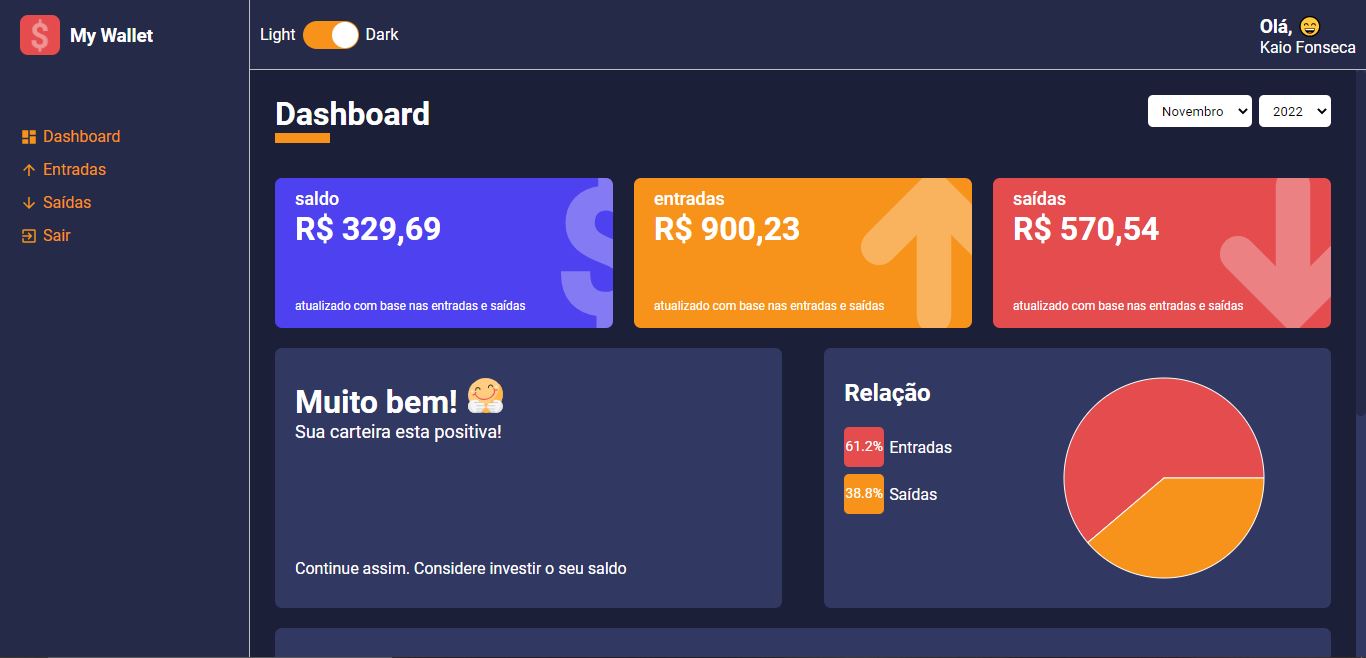 My Wallet
Light Dark
Olá, 😄
Kaio Fonseca
Dashboard
Entradas
Saídas
Sair
Dashboard
Novembro 2022
saldo
R$ 329,69
atualizado com base nas entradas e saídas
entradas
R$ 900,23
atualizado com base nas entradas e saídas
saídas
R$ 570,54
atualizado com base nas entradas e saídas
Muito bem!
Sua carteira esta positiva!
Continue assim. Considere investir o seu saldo
Relação
61.2% Entradas
38.8% Saídas